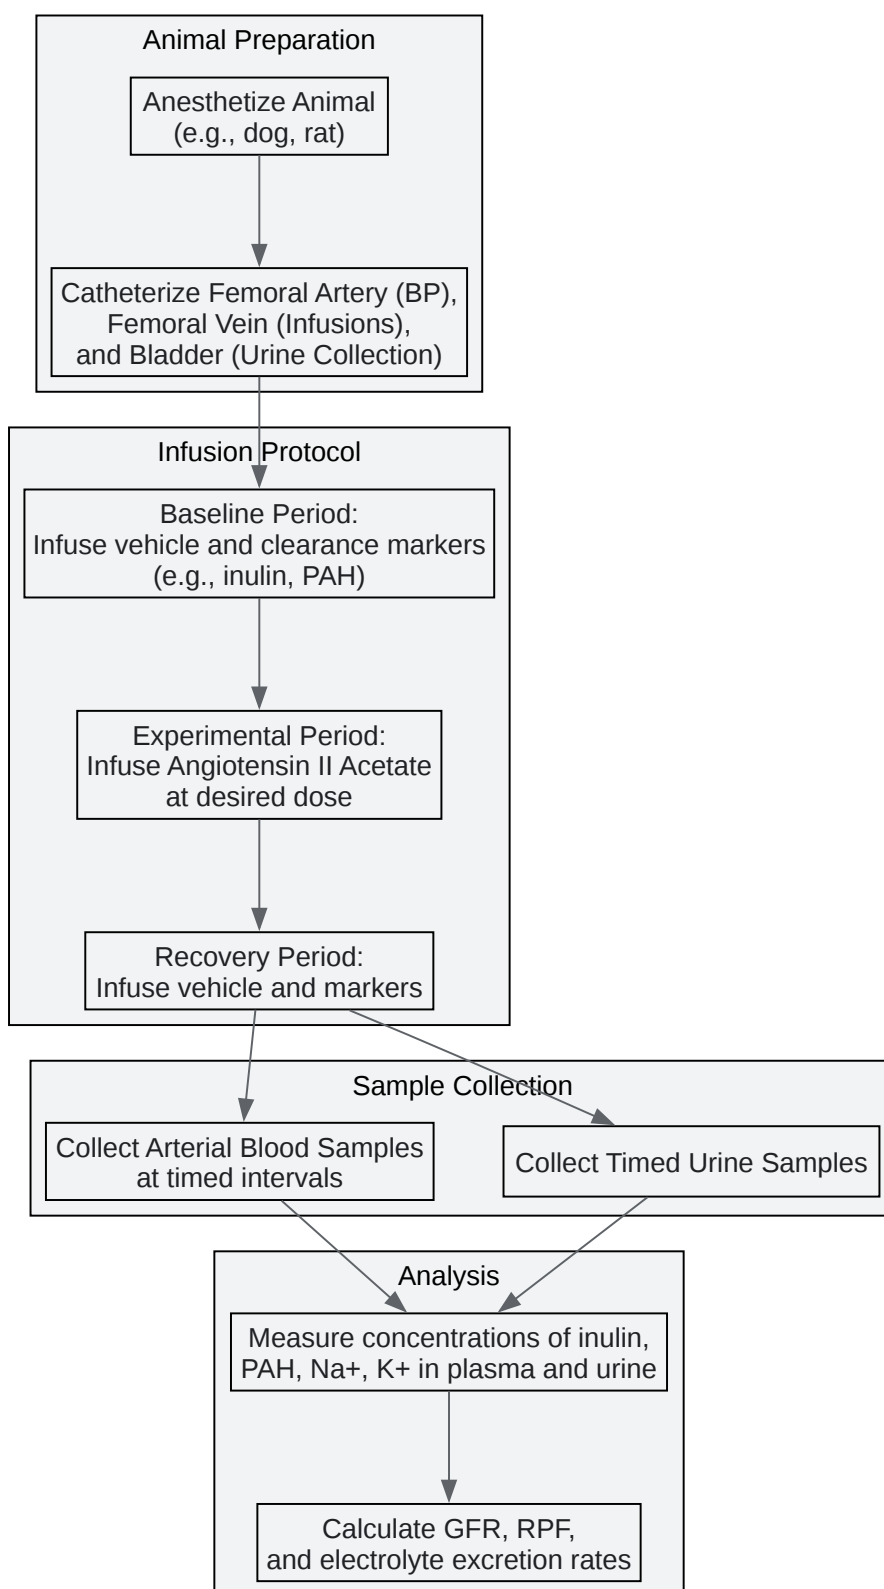 Animal Preparation
Anesthetize Animal
(e.g., dog, rat)
Catheterize Femoral Artery (BP),
Femoral Vein (Infusions),
and Bladder (Urine Collection)
Infusion Protocol
Baseline Period:
Infuse vehicle and clearance markers
(e.g., inulin, PAH)
Experimental Period:
Infuse Angiotensin II Acetate
at desired dose
Recovery Period:
Infuse vehicle and markers
Sample Collection
Collect Arterial Blood Samples
at timed intervals
Collect Timed Urine Samples
Analysis
Measure concentrations of inulin,
PAH, Na+, K+ in plasma and urine
Calculate GFR, RPF,
and electrolyte excretion rates